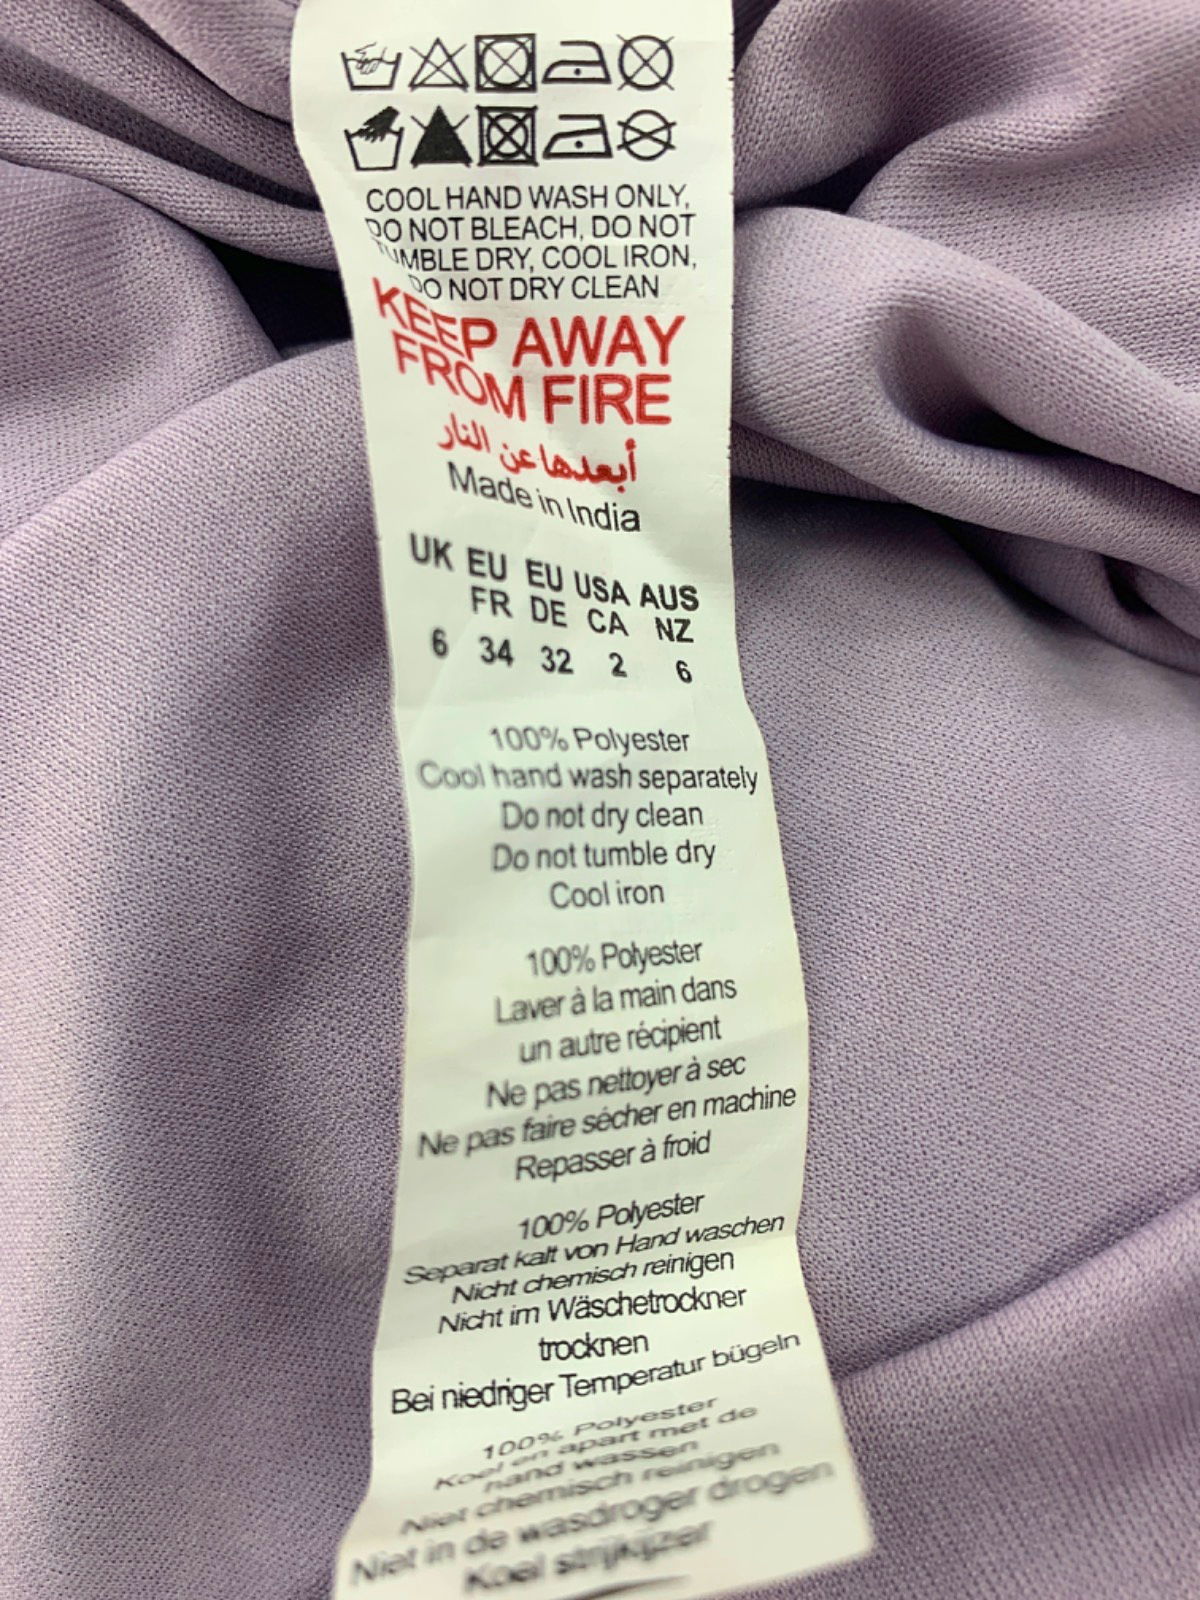 COOL HAND WASH ONLY,
DO NOT BLEACH, DO NOT
TUMBLE DRY, COOL IRON,
DO NOT DRY CLEAN
KEEP AWAY
FROM FIRE
أبعدها عن النار
Made in India
UK EU EU USA AUS
FR DE CA NZ
6 34 32 2 6
100% Polyester
Cool hand wash separately
Do not dry clean
Do not tumble dry
Cool iron
100% Polyester
Laver à la main dans
un autre récipient
Ne pas nettoyer à sec
Ne pas faire sécher en machine
Repasser à froid
100% Polyester
Separat kalt von Hand waschen
Nicht chemisch reinigen
Nicht im Wäschetrockner
trocknen
Bei niedriger Temperatur bügeln
100% Polyester
Koel en apart met de
hand wassen
Niet chemisch reinigen
Niet in de wasdroger drogen
Koel strijkijzer